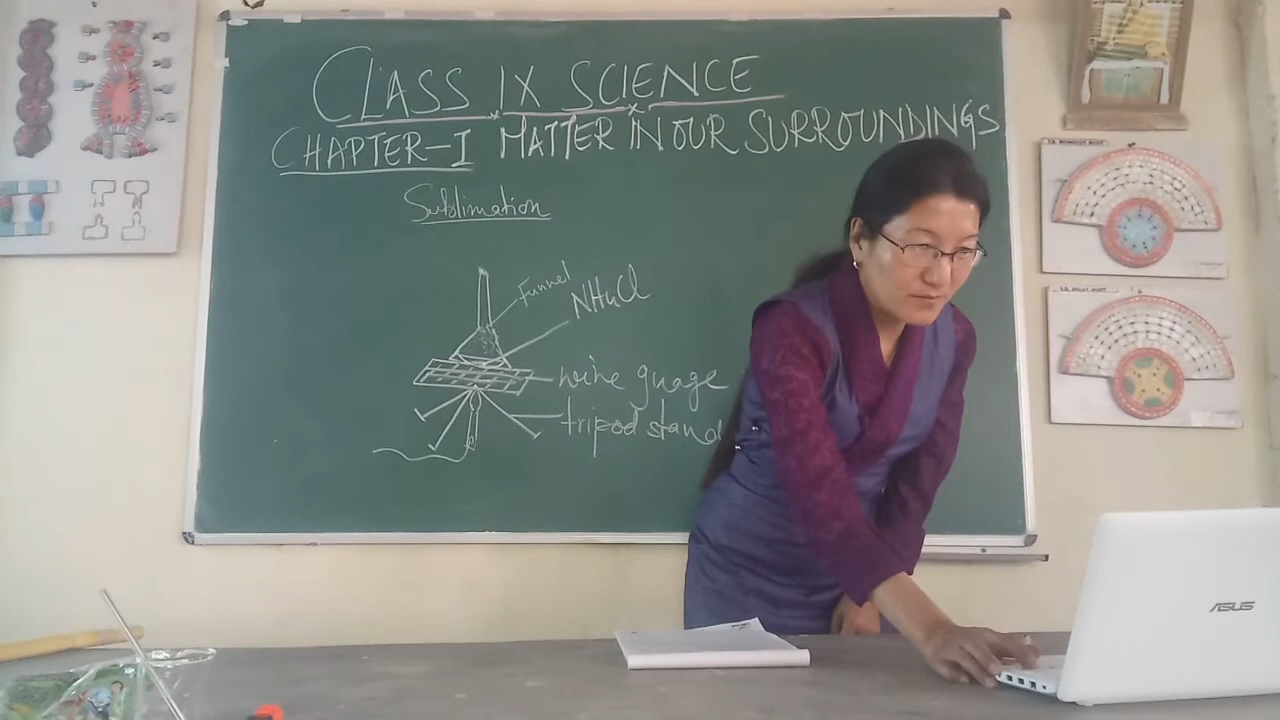 CLASS IX SCIENCE
CHAPTER-I MATTER IN OUR SURROUNDINGS
Sublimation
Funnel
NH4Cl
wire guage
tripod stand
ASUS